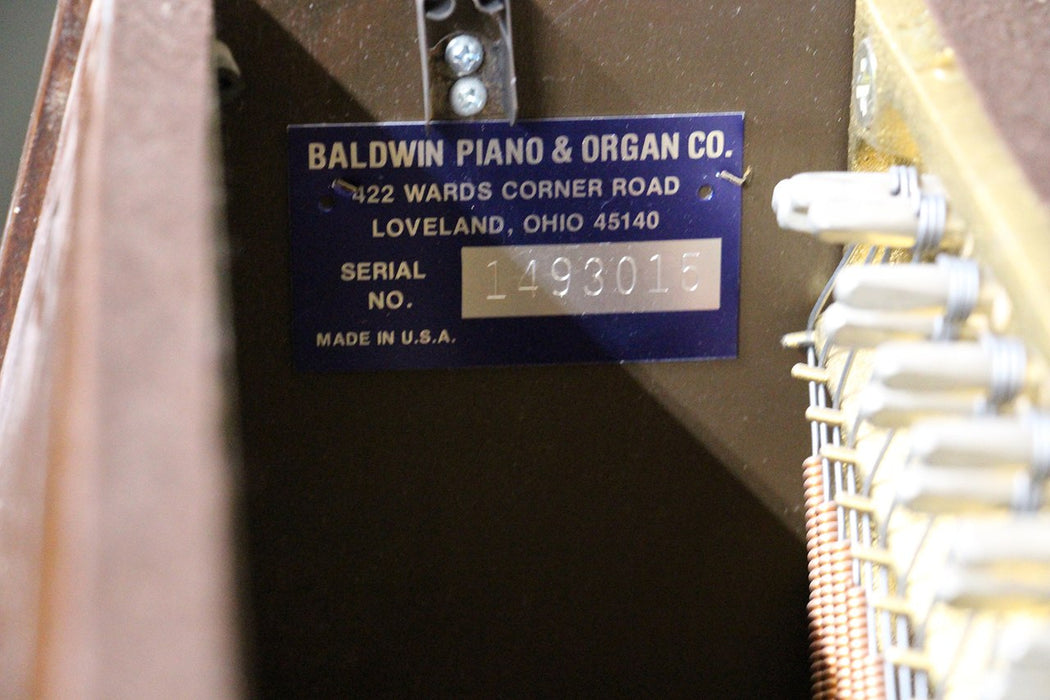 BALDWIN PIANO & ORGAN CO.
422 WARDS CORNER ROAD
LOVELAND, OHIO 45140
SERIAL NO. 1493015
MADE IN U.S.A.